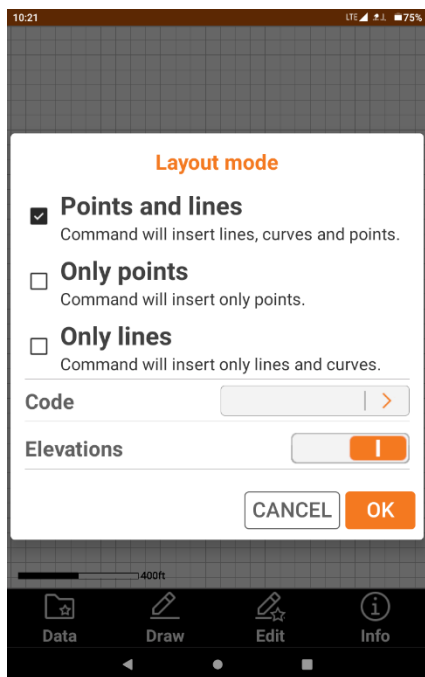 10:21 LTE 75%
Layout mode
Points and lines
Command will insert lines, curves and points.
Only points
Command will insert only points.
Only lines
Command will insert only lines and curves.
Code
Elevations
CANCEL OK
400ft
Data Draw Edit Info